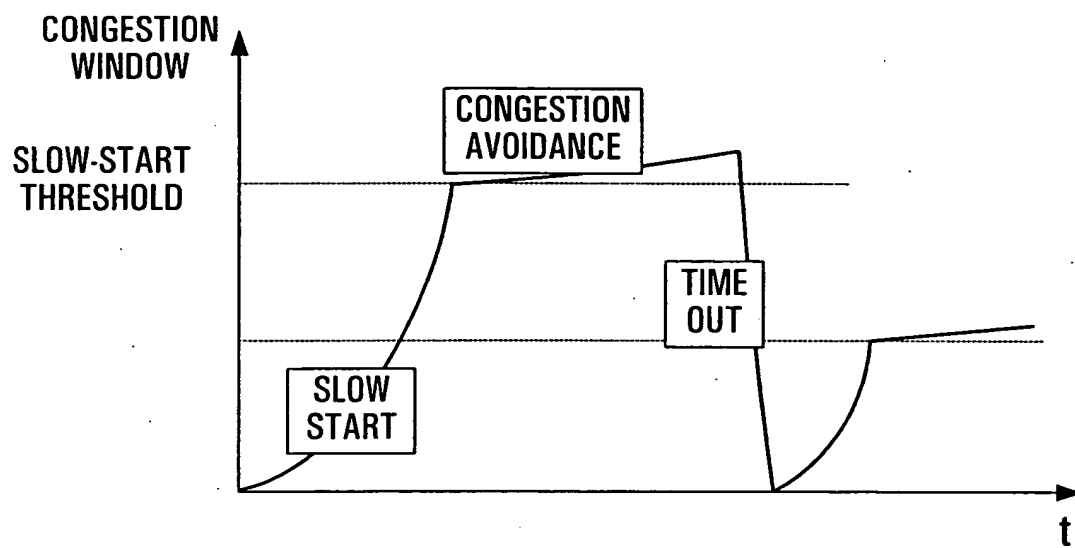 CONGESTION
WINDOW
CONGESTION
AVOIDANCE
SLOW-START
THRESHOLD
TIME
OUT
SLOW
START
t